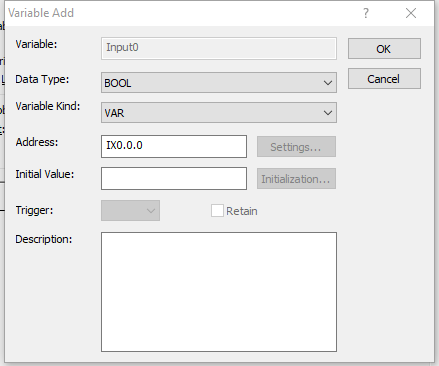 Variable Add
Variable: Input0
OK
Data Type: BOOL
Cancel
Variable Kind: VAR
Address: IX0.0.0 Settings...
Initial Value: Initialization...
Trigger: Retain
Description: